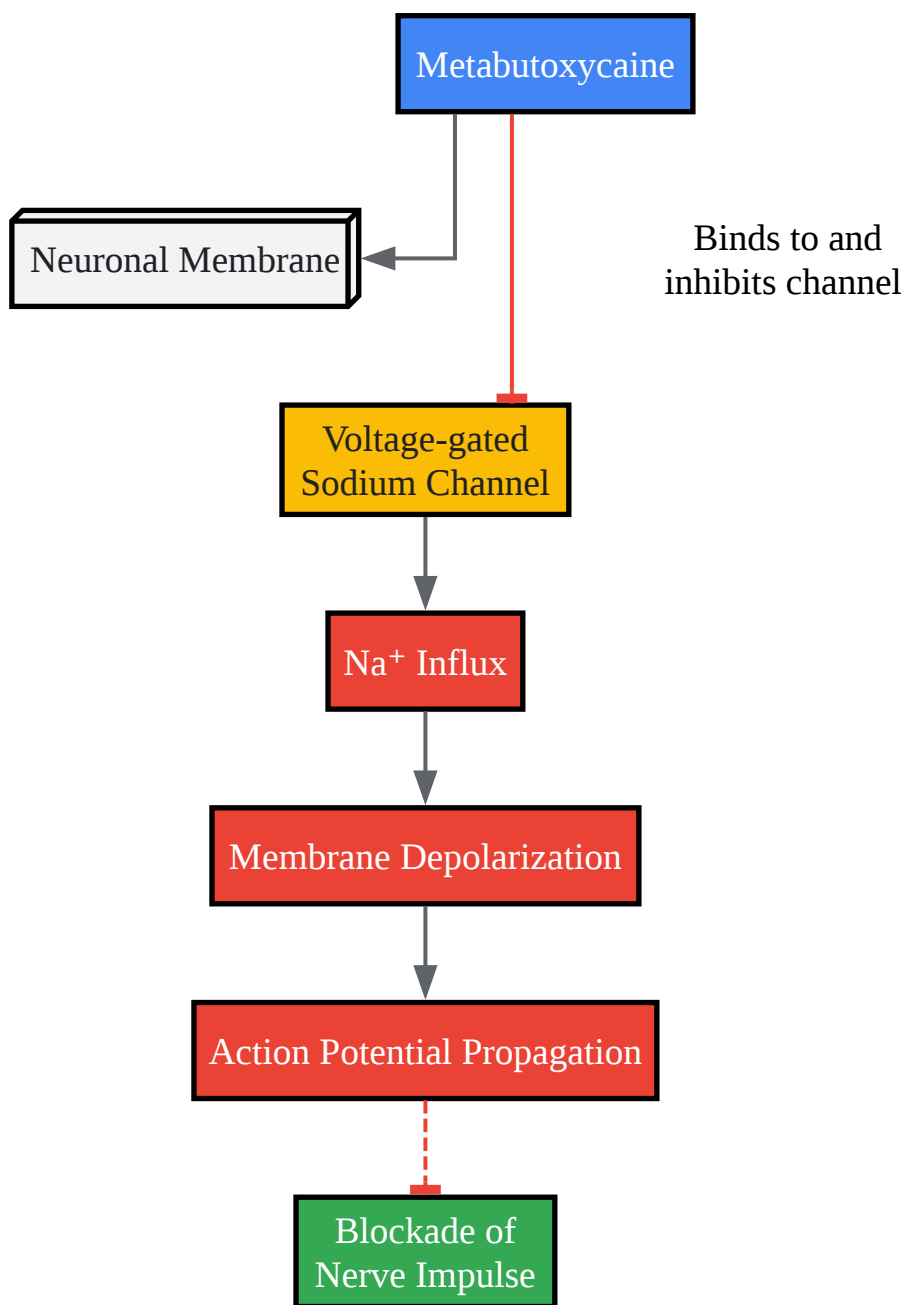 Metabutoxycaine
Neuronal Membrane
Binds to and
inhibits channel
Voltage-gated
Sodium Channel
Na⁺ Influx
Membrane Depolarization
Action Potential Propagation
Blockade of
Nerve Impulse